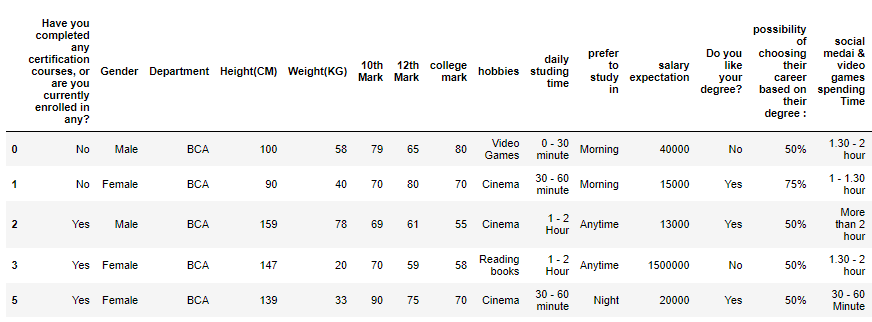 Have you completed any certification courses, or are you currently enrolled in any? Gender Department Height(CM) Weight(KG) 10th Mark 12th Mark college mark hobbies daily studing time prefer to study in salary expectation Do you like your degree? possibility of choosing their career based on their degree : social medai & video games spending Time
0 No Male BCA 100 58 79 65 80 Video Games 0 - 30 minute Morning 40000 No 50% 1.30 - 2 hour
1 No Female BCA 90 40 70 80 70 Cinema 30 - 60 minute Morning 15000 Yes 75% 1 - 1.30 hour
2 Yes Male BCA 159 78 69 61 55 Cinema 1 - 2 Hour Anytime 13000 Yes 50% More than 2 hour
3 Yes Female BCA 147 20 70 59 58 Reading books 1 - 2 Hour Anytime 1500000 No 50% 1.30 - 2 hour
5 Yes Female BCA 139 33 90 75 70 Cinema 30 - 60 minute Night 20000 Yes 50% 30 - 60 Minute